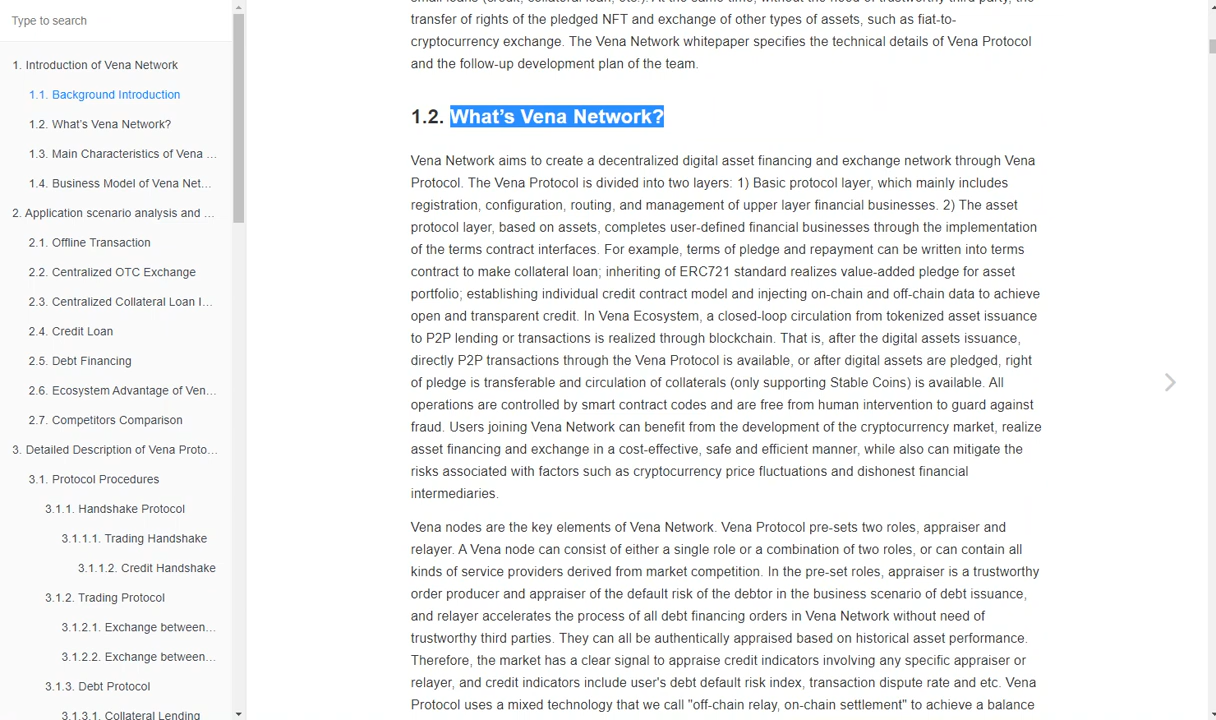 Type to search
1. Introduction of Vena Network
1.1. Background Introduction
1.2. What's Vena Network?
1.3. Main Characteristics of Vena ...
1.4. Business Model of Vena Net...
2. Application scenario analysis and ...
2.1. Offline Transaction
2.2. Centralized OTC Exchange
2.3. Centralized Collateral Loan I...
2.4. Credit Loan
2.5. Debt Financing
2.6. Ecosystem Advantage of Ven...
2.7. Competitors Comparison
3. Detailed Description of Vena Proto...
3.1. Protocol Procedures
3.1.1. Handshake Protocol
3.1.1.1. Trading Handshake
3.1.1.2. Credit Handshake
3.1.2. Trading Protocol
3.1.2.1. Exchange between...
3.1.2.2. Exchange between...
3.1.3. Debt Protocol
3.1.3.1. Collateral Lending
small loans (credit, collateral loan, etc.). At the same time, without the need of trustworthy third party, the
transfer of rights of the pledged NFT and exchange of other types of assets, such as fiat-to-
cryptocurrency exchange. The Vena Network whitepaper specifies the technical details of Vena Protocol
and the follow-up development plan of the team.
1.2. What's Vena Network?
Vena Network aims to create a decentralized digital asset financing and exchange network through Vena
Protocol. The Vena Protocol is divided into two layers: 1) Basic protocol layer, which mainly includes
registration, configuration, routing, and management of upper layer financial businesses. 2) The asset
protocol layer, based on assets, completes user-defined financial businesses through the implementation
of the terms contract interfaces. For example, terms of pledge and repayment can be written into terms
contract to make collateral loan; inheriting of ERC721 standard realizes value-added pledge for asset
portfolio; establishing individual credit contract model and injecting on-chain and off-chain data to achieve
open and transparent credit. In Vena Ecosystem, a closed-loop circulation from tokenized asset issuance
to P2P lending or transactions is realized through blockchain. That is, after the digital assets issuance,
directly P2P transactions through the Vena Protocol is available, or after digital assets are pledged, right
of pledge is transferable and circulation of collaterals (only supporting Stable Coins) is available. All
operations are controlled by smart contract codes and are free from human intervention to guard against
fraud. Users joining Vena Network can benefit from the development of the cryptocurrency market, realize
asset financing and exchange in a cost-effective, safe and efficient manner, while also can mitigate the
risks associated with factors such as cryptocurrency price fluctuations and dishonest financial
intermediaries.
Vena nodes are the key elements of Vena Network. Vena Protocol pre-sets two roles, appraiser and
relayer. A Vena node can consist of either a single role or a combination of two roles, or can contain all
kinds of service providers derived from market competition. In the pre-set roles, appraiser is a trustworthy
order producer and appraiser of the default risk of the debtor in the business scenario of debt issuance,
and relayer accelerates the process of all debt financing orders in Vena Network without need of
trustworthy third parties. They can all be authentically appraised based on historical asset performance.
Therefore, the market has a clear signal to appraise credit indicators involving any specific appraiser or
relayer, and credit indicators include user's debt default risk index, transaction dispute rate and etc. Vena
Protocol uses a mixed technology that we call "off-chain relay, on-chain settlement" to achieve a balance